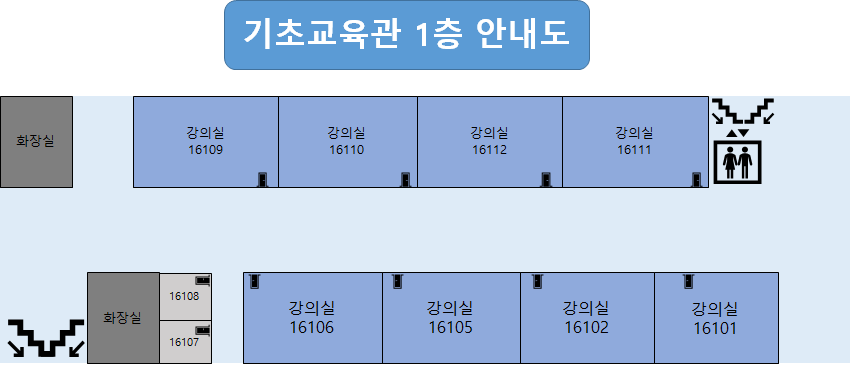 기초교육관 1층 안내도
화장실
강의실
16109
강의실
16110
강의실
16112
강의실
16111
화장실
16108
16107
강의실
16106
강의실
16105
강의실
16102
강의실
16101